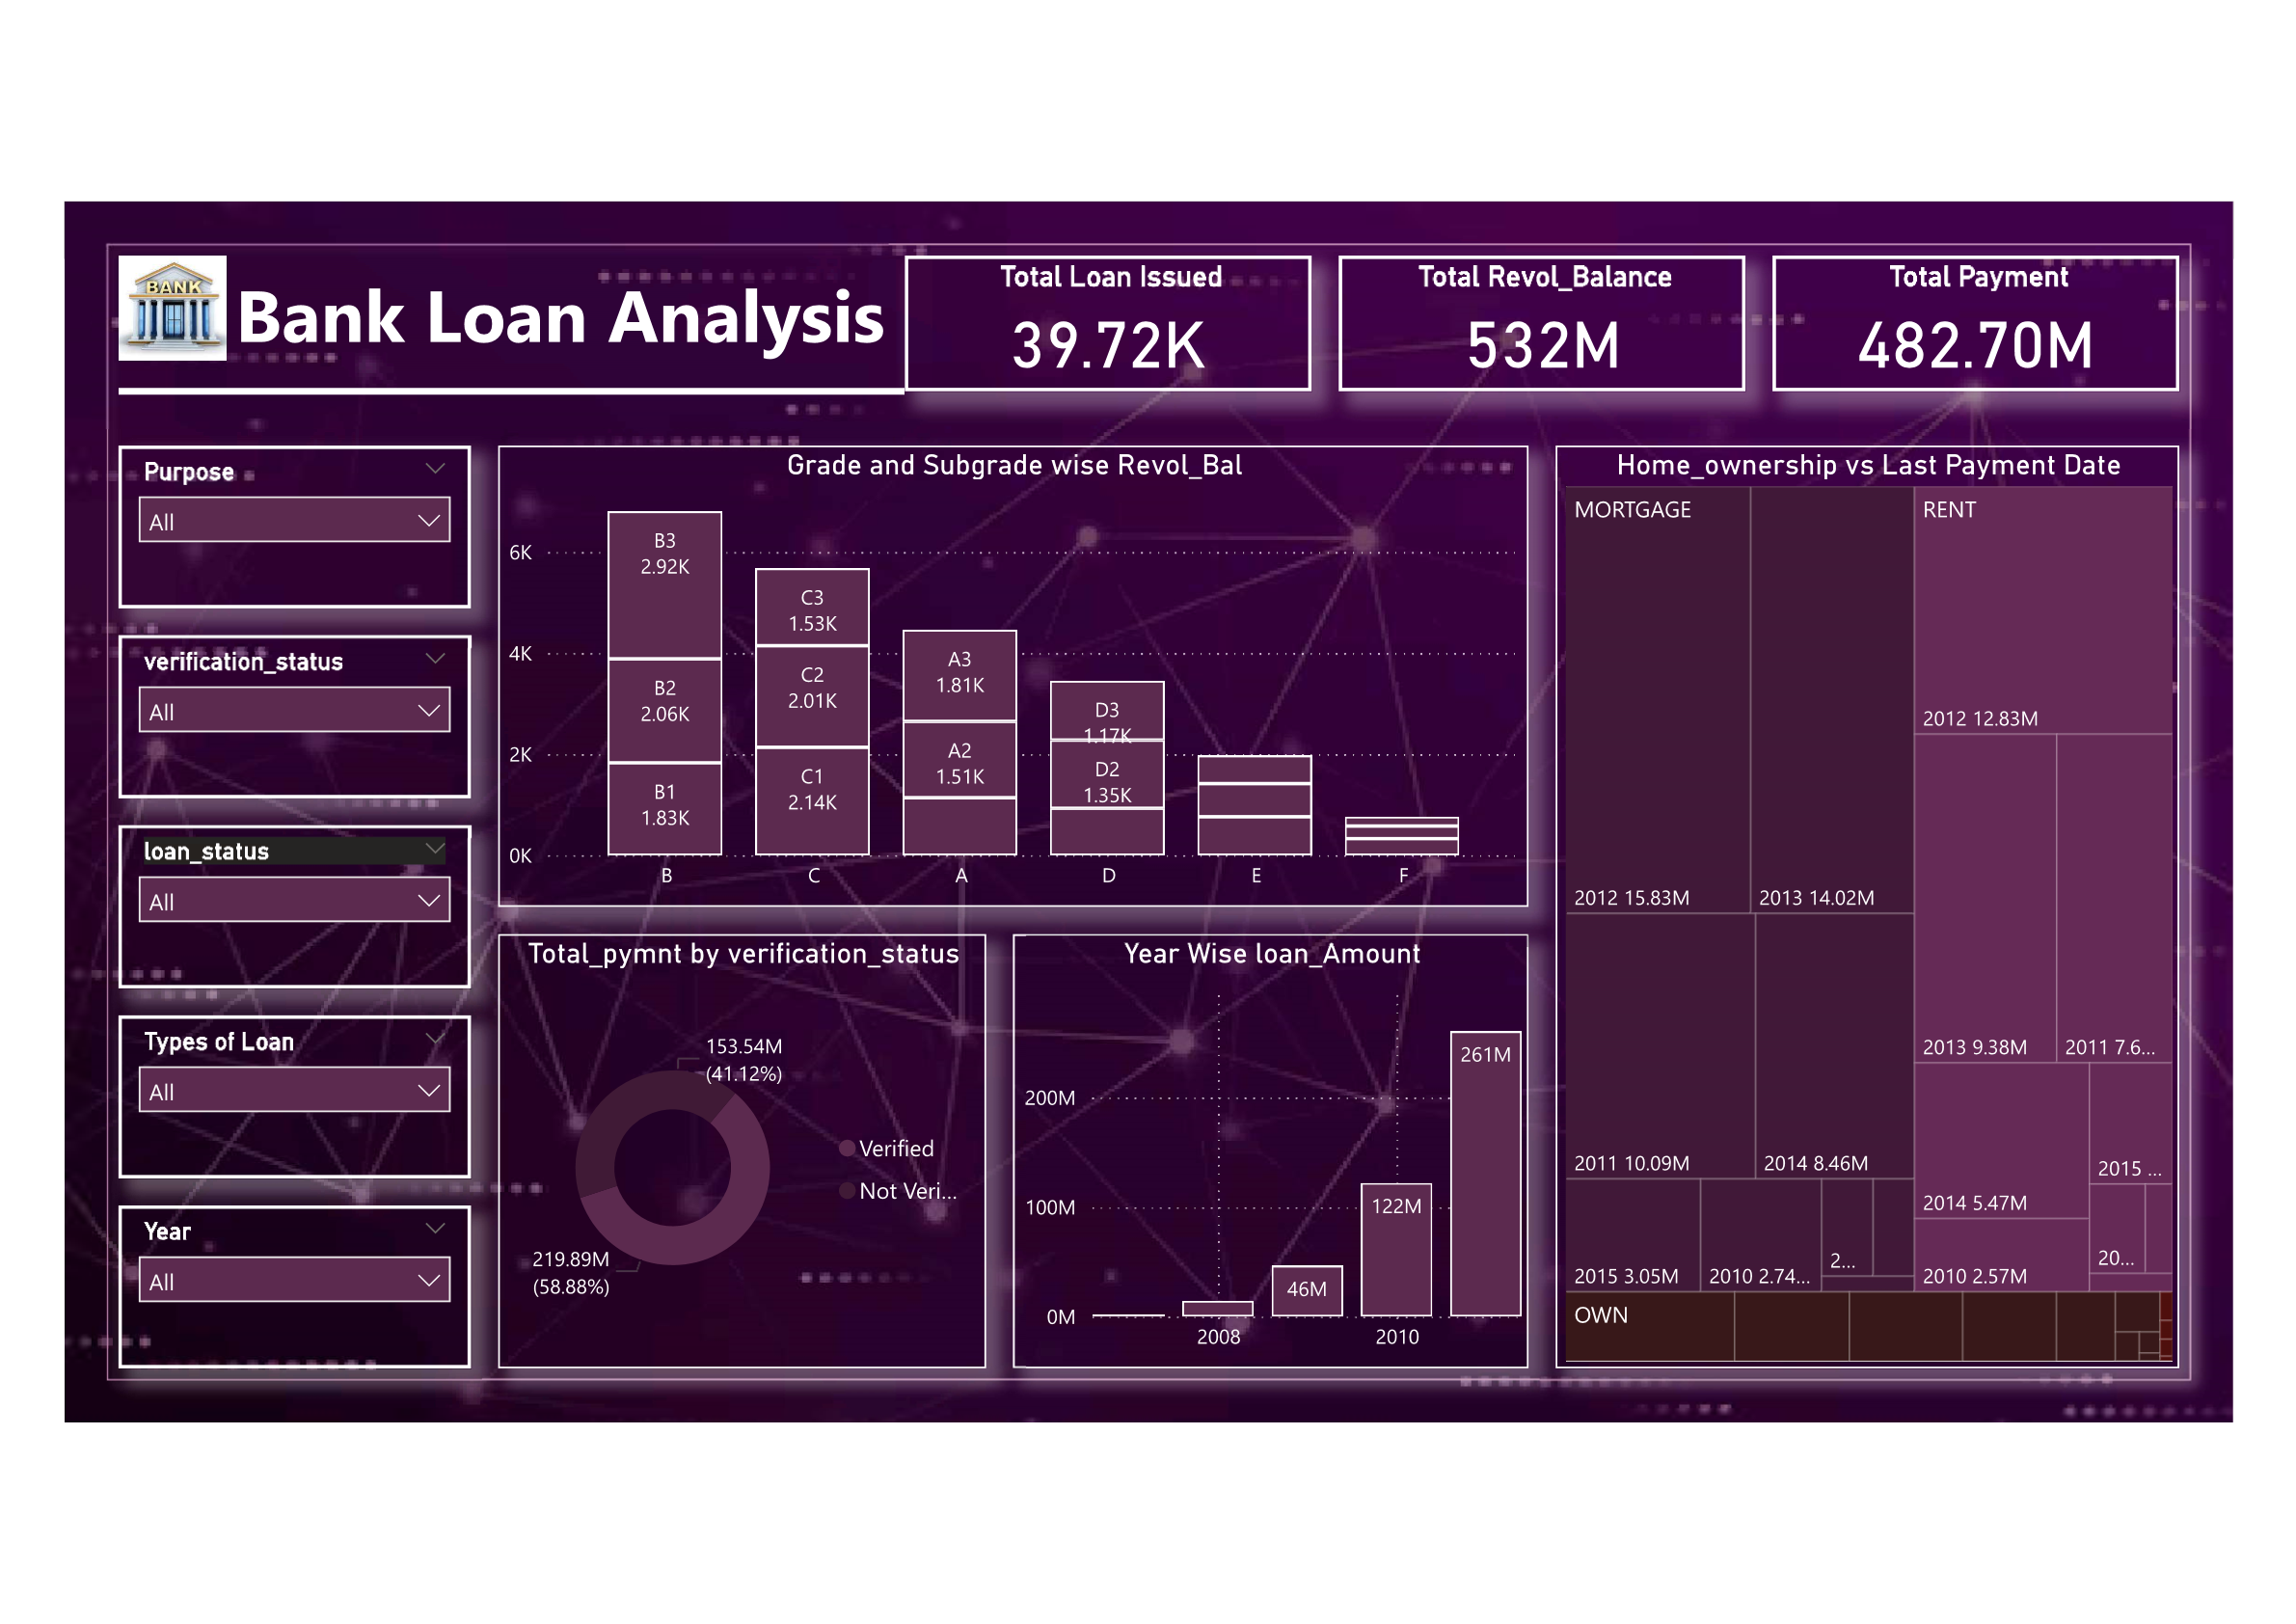 BANK
Bank Loan Analysis
Total Loan Issued
39.72K
Total Revol_Balance
532M
Total Payment
482.70M
Purpose
All
verification_status
All
loan_status
All
Types of Loan
All
Year
All
Grade and Subgrade wise Revol_Bal
6K
4K
2K
0K
B3
2.92K
B2
2.06K
B1
1.83K
C3
1.53K
C2
2.01K
C1
2.14K
A3
1.81K
A2
1.51K
D3
1.17K
D2
1.35K
B C A D E F
Total_pymnt by verification_status
153.54M
(41.12%)
219.89M
(58.88%)
Verified
Not Veri...
Year Wise loan_Amount
200M
100M
0M
46M
122M
261M
2008 2010
Home_ownership vs Last Payment Date
MORTGAGE
2012 15.83M
2013 14.02M
2011 10.09M
2014 8.46M
2015 3.05M
2010 2.74...
2...
RENT
2012 12.83M
2013 9.38M
2011 7.6...
2014 5.47M
2015 ...
2010 2.57M
20...
OWN